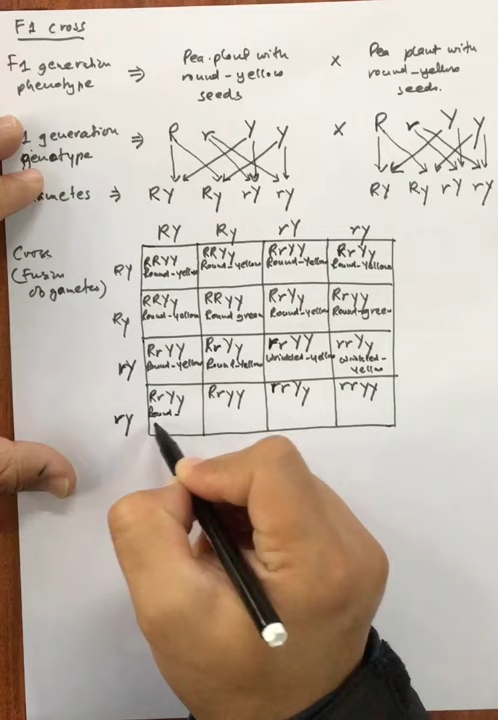 F1 cross
F1 generation phenotype ⇒ Pea plant with round-yellow seeds × Pea plant with round-yellow seeds.
1 generation genotype ⇒ R r Y y × R r Y y
ametes ⇒ RY Ry rY ry RY Ry rY ry
Cross (Fusion of gametes)
RY Ry rY ry
RY RRYY RRYy RrYY RrYy
Round-yellow Round-yellow Round-yellow Round-yellow
Ry RRYy RRyy RrYy Rryy
Round-yellow Round green Round-yellow Round-green
rY RrYY RrYy rrYY rrYy
Round-yellow Round-yellow Wrinkled-yellow Wrinkled-yellow
ry RrYy Rryy rrYy rryy
Round-